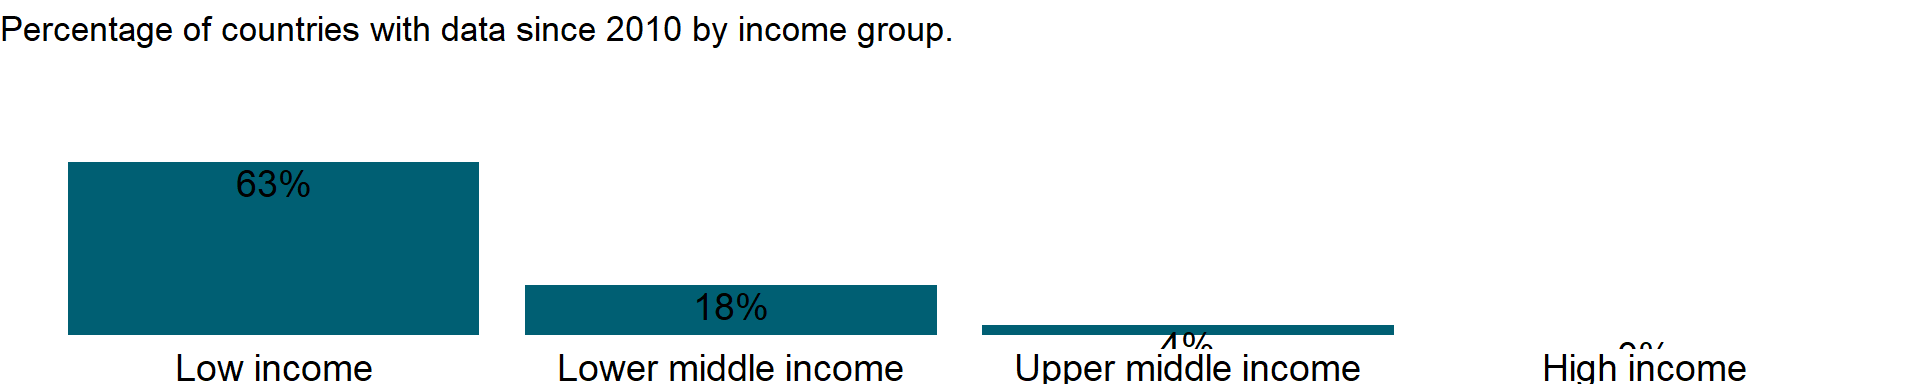 Percentage of countries with data since 2010 by income group.
63%
18%
4%
Low income
Lower middle income
Upper middle income
High income